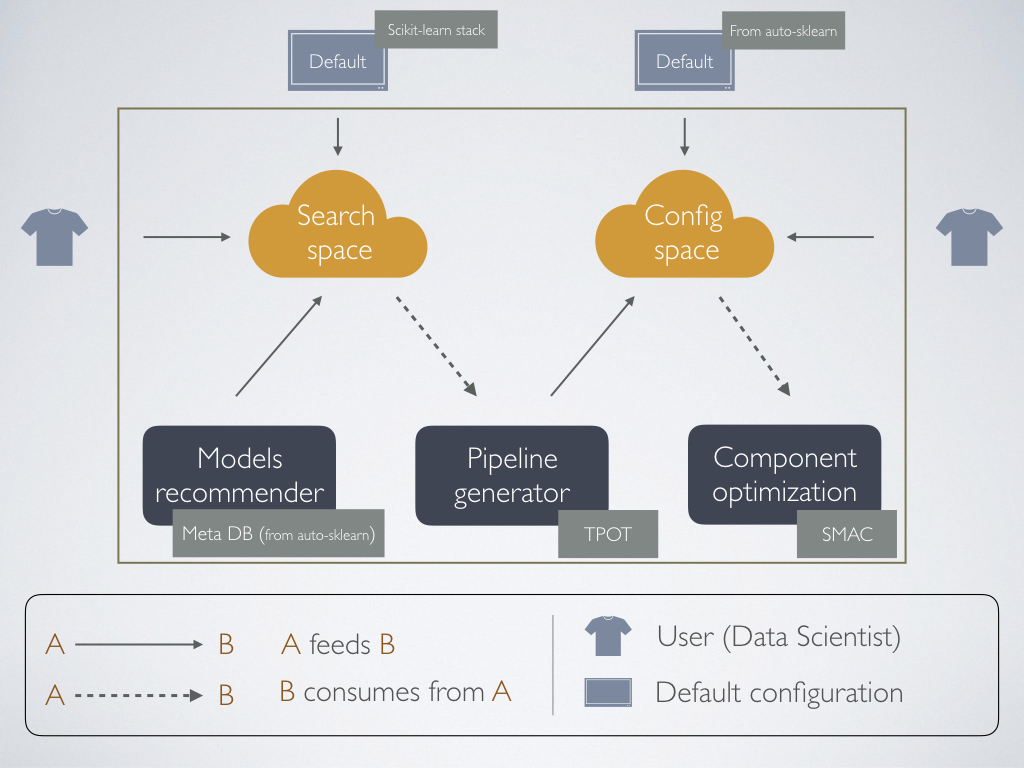 Scikit-learn stack
Default
From auto-sklearn
Default
Search
space
Config
space
Models
recommender
Meta DB (from auto-sklearn)
Pipeline
generator
TPOT
Component
optimization
SMAC
A B A feeds B
A B B consumes from A
User (Data Scientist)
Default configuration